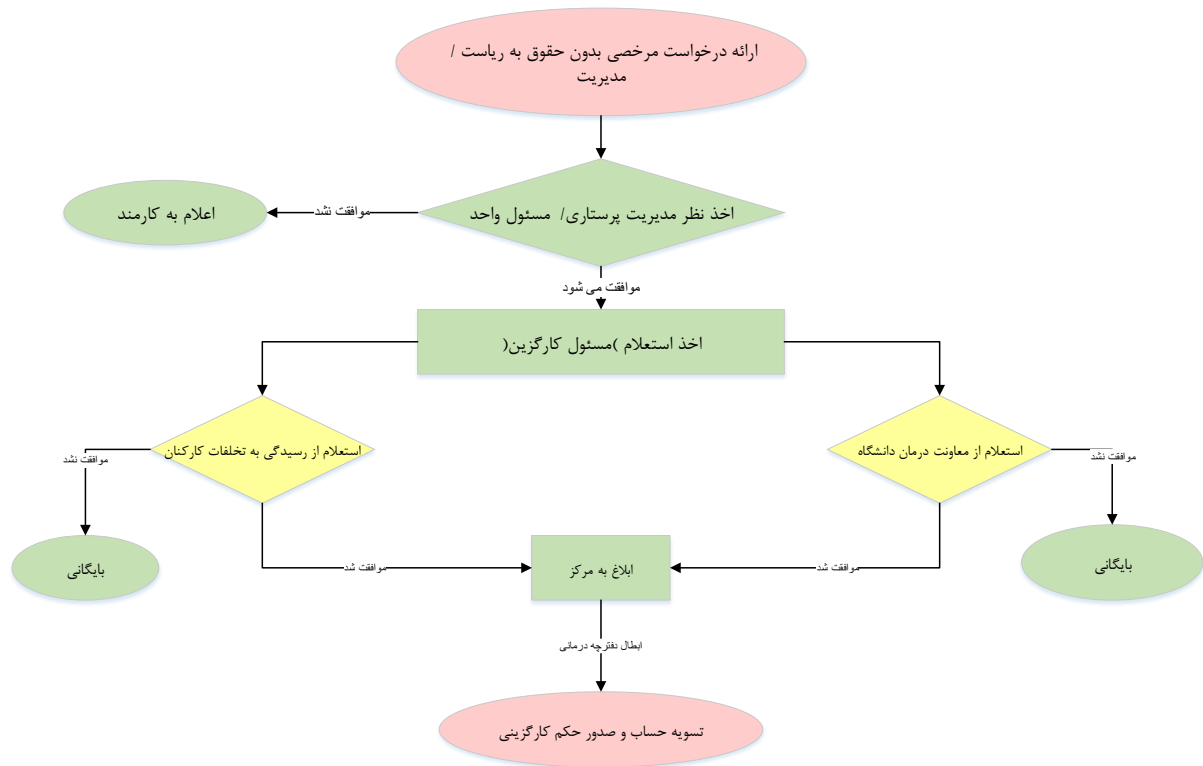 ارائه درخواست مرخصی بدون حقوق به ریاست /
مدیریت
اخذ نظر مدیریت پرستاری/ مسئول واحد
موافقت نشد
اعلام به کارمند
موافقت می شود
اخذ استعلام )مسئول کارگزین(
استعلام از معاونت درمان دانشگاه
استعلام از رسیدگی به تخلفات کارکنان
موافقت نشد
موافقت نشد
بایگانی
ابلاغ به مرکز
بایگانی
موافقت شد
موافقت شد
ابطال دفترچه درمانی
تسویه حساب و صدور حکم کارگزینی